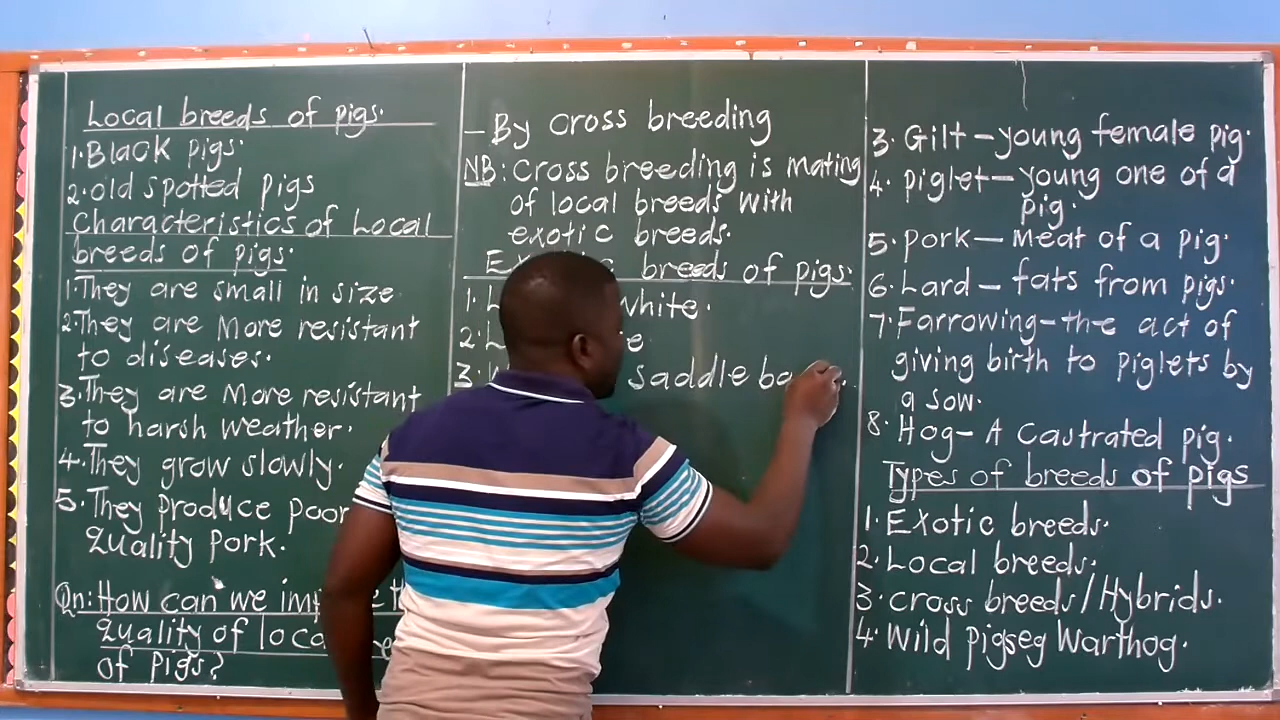 Local breeds of pigs.
1. Black pigs.
2. old spotted pigs
Characteristics of Local
breeds of pigs.
1. They are small in size
2. They are More resistant
to diseases.
3. They are More resistant
to harsh weather.
4. They grow slowly.
5. They produce poor
Quality pork.
Qn: How can we
Quality of
of pigs?
- By cross breeding
NB: Cross breeding is mating
of local breeds with
exotic breeds.
breeds of pigs.
1. White.
2.
3. saddle
3. Gilt - young female pig.
4. piglet - young one of a
pig.
5. pork - Meat of a pig.
6. Lard - fats from pigs.
7. Farrowing - the act of
giving birth to piglets by
a sow.
8. Hog - A Castrated pig.
Types of breeds of pigs
1. Exotic breeds.
2. Local breeds.
3. cross breeds/Hybrids.
4. Wild pigs eg Warthog.